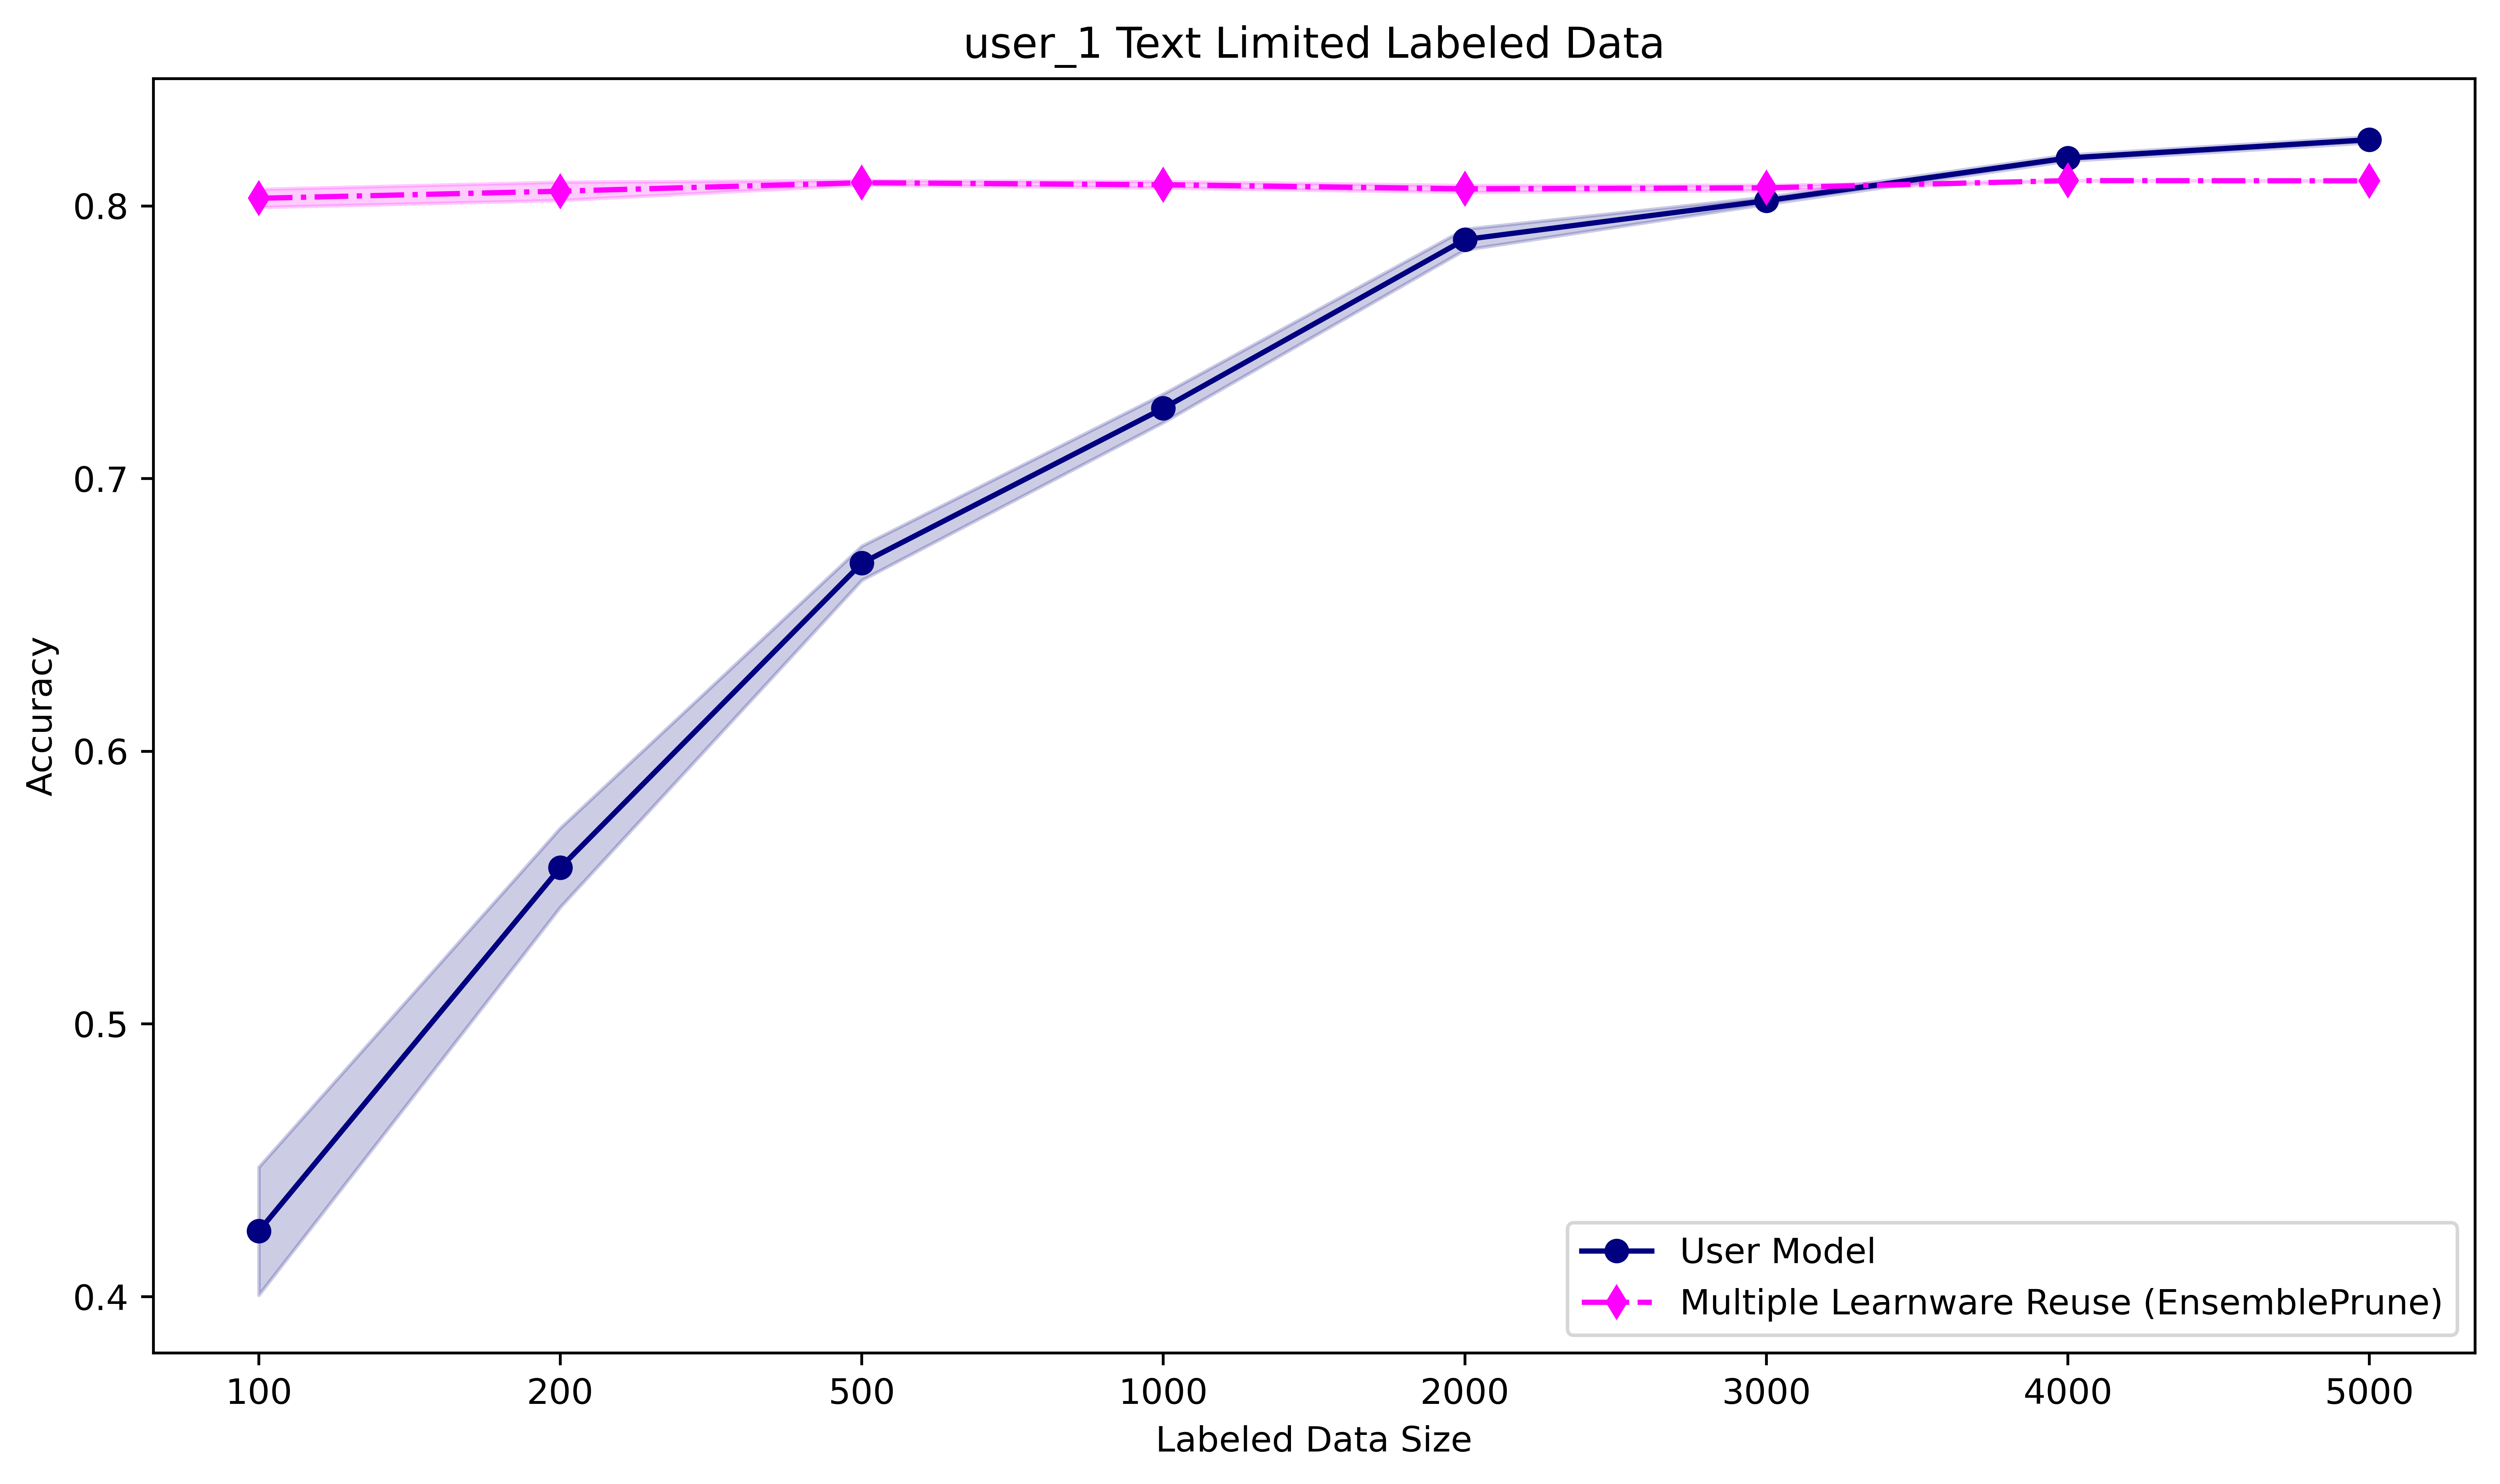 user_1 Text Limited Labeled Data
Accuracy
0.8
0.7
0.6
0.5
0.4
100 200 500 1000 2000 3000 4000 5000
Labeled Data Size
User Model
Multiple Learnware Reuse (EnsemblePrune)